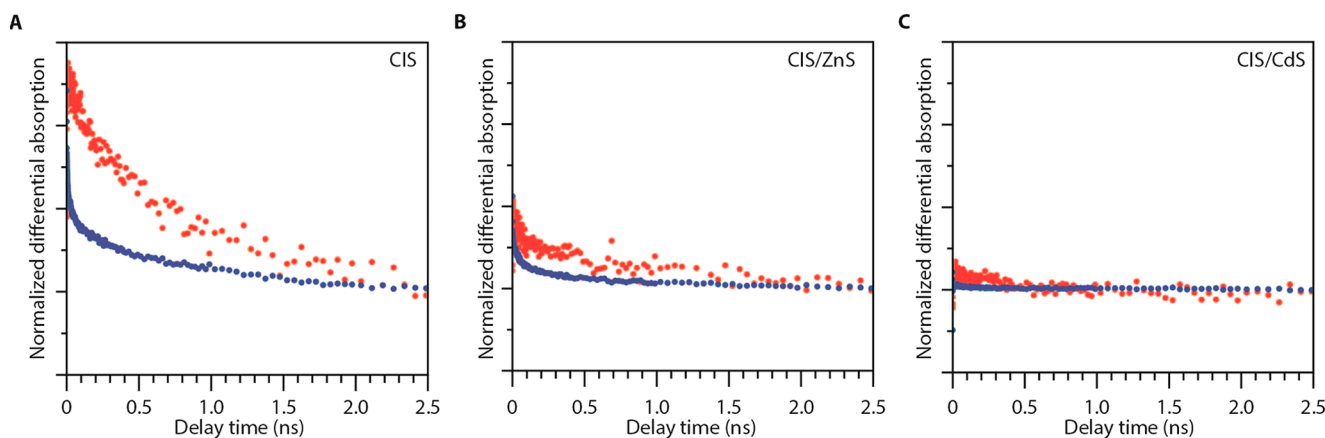 A
CIS
Normalized differential absorption
0 0.5 1.0 1.5 2.0 2.5
Delay time (ns)
B
CIS/ZnS
Normalized differential absorption
0 0.5 1.0 1.5 2.0 2.5
Delay time (ns)
C
CIS/CdS
Normalized differential absorption
0 0.5 1.0 1.5 2.0 2.5
Delay time (ns)